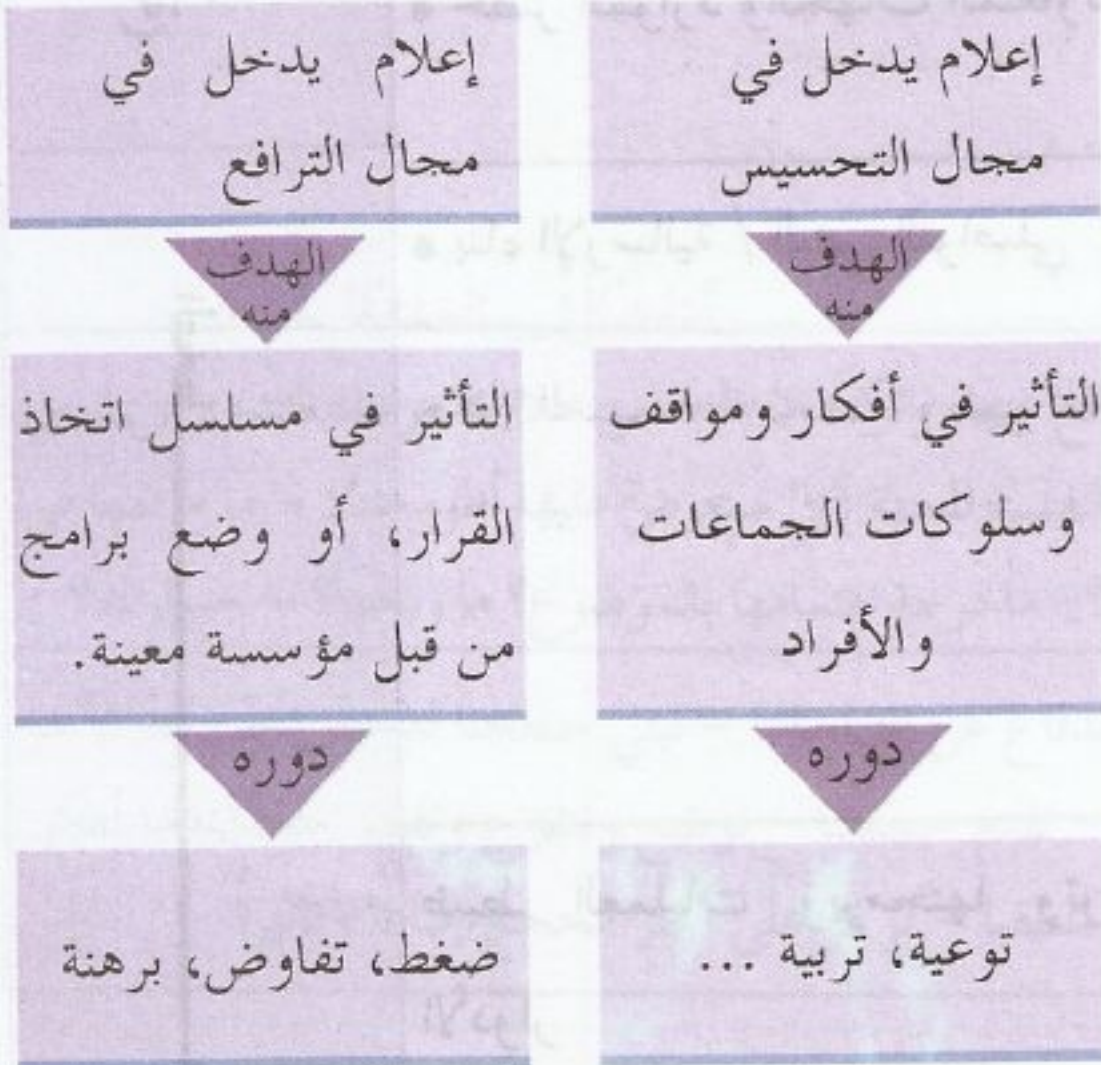 إعلام يدخل في
مجال التحسيس
الهدف
منه
التأثير في أفكار ومواقف
وسلوكات الجماعات
والأفراد
دوره
توعية، تربية ...
إعلام يدخل في
مجال الترافع
الهدف
منه
التأثير في مسلسل اتخاذ
القرار، أو وضع برامج
من قبل مؤسسة معينة.
دوره
ضغط، تفاوض، برهنة